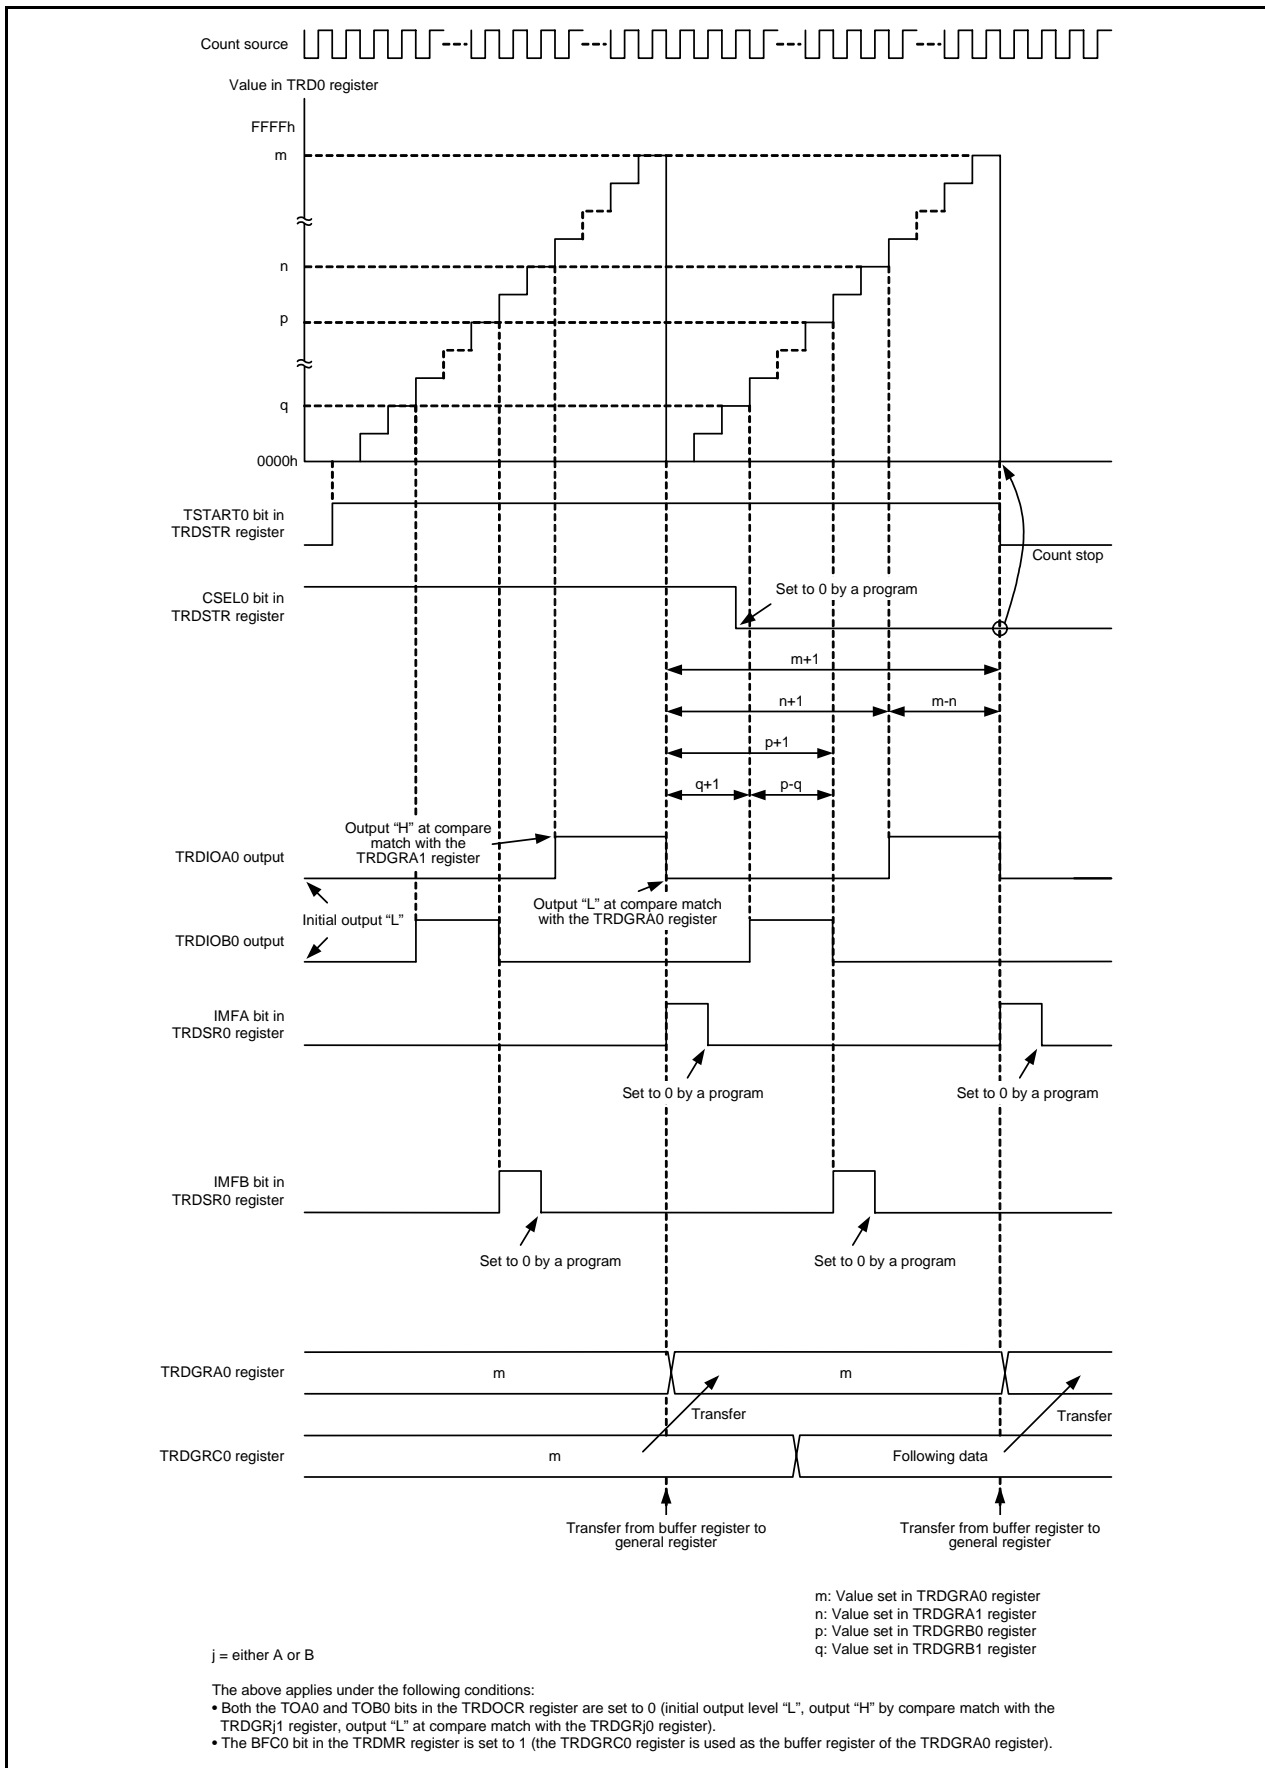 Count source
Value in TRD0 register
FFFFh
m
n
p
q
0000h
TSTART0 bit in
TRDSTR register
Count stop
CSEL0 bit in
TRDSTR register
Set to 0 by a program
m+1
n+1
m-n
p+1
q+1
p-q
Output “H” at compare
match with the
TRDGRA1 register
TRDIOA0 output
Output “L” at compare match
with the TRDGRA0 register
Initial output “L”
TRDIOB0 output
IMFA bit in
TRDSR0 register
Set to 0 by a program
Set to 0 by a program
IMFB bit in
TRDSR0 register
Set to 0 by a program
Set to 0 by a program
TRDGRA0 register
m
m
Transfer
Transfer
TRDGRC0 register
m
Following data
Transfer from buffer register to
general register
Transfer from buffer register to
general register
m: Value set in TRDGRA0 register
n: Value set in TRDGRA1 register
p: Value set in TRDGRB0 register
q: Value set in TRDGRB1 register
j = either A or B
The above applies under the following conditions:
• Both the TOA0 and TOB0 bits in the TRDOCR register are set to 0 (initial output level “L”, output “H” by compare match with the
TRDGRj1 register, output “L” at compare match with the TRDGRj0 register).
• The BFC0 bit in the TRDMR register is set to 1 (the TRDGRC0 register is used as the buffer register of the TRDGRA0 register).